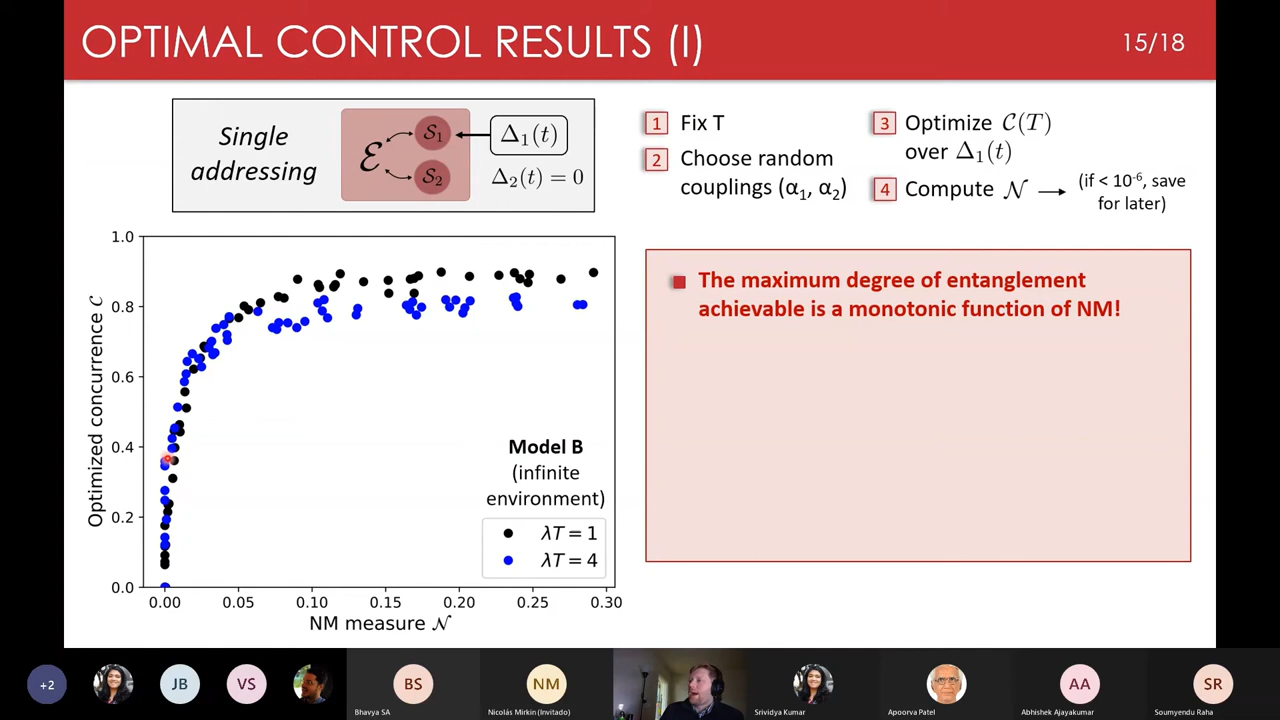 OPTIMAL CONTROL RESULTS (I)
15/18
Single
addressing
ℰ
S₁
S₂
Δ₁(t)
Δ₂(t) = 0
1 Fix T
2 Choose random
couplings (α₁, α₂)
3 Optimize C(T)
over Δ₁(t)
4 Compute N → (if < 10⁻⁶, save
for later)
Optimized concurrence C
1.0
0.8
0.6
0.4
0.2
0.0
0.00 0.05 0.10 0.15 0.20 0.25 0.30
NM measure N
Model B
(infinite
environment)
λT = 1
λT = 4
The maximum degree of entanglement
achievable is a monotonic function of NM!
+2
JB
VS
BS
Bhavya SA
NM
Nicolás Mirkin (Invitado)
Srividya Kumar
Apoorva Patel
AA
Abhishek Ajayakumar
SR
Soumyendu Raha